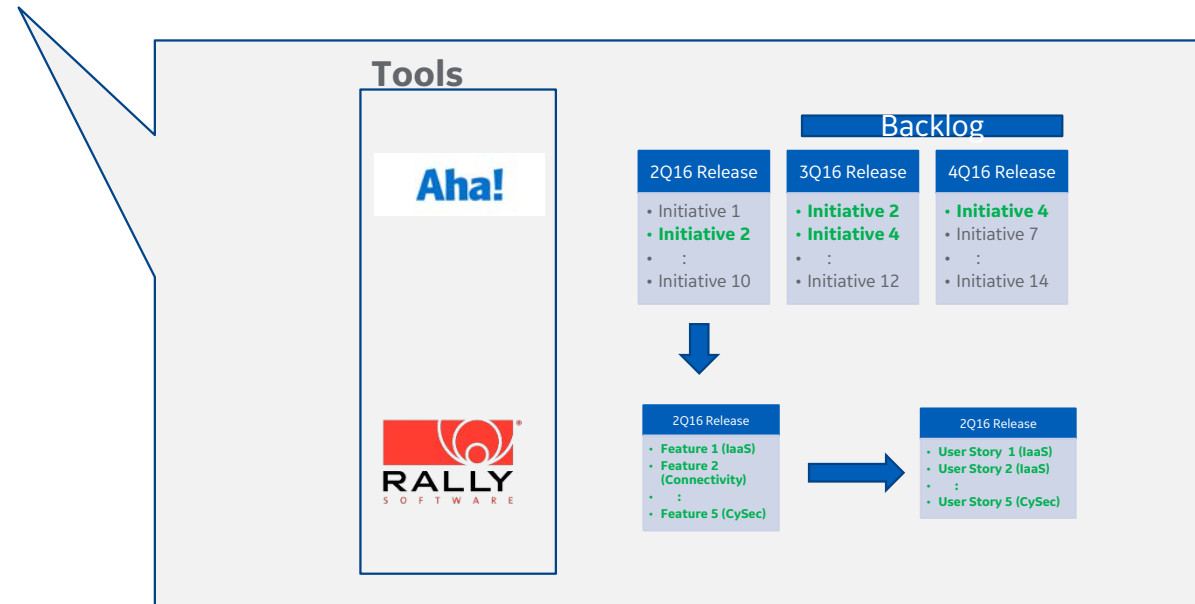 Tools
Backlog
Aha!
2Q16 Release
• Initiative 1
• Initiative 2
• :
• Initiative 10
3Q16 Release
• Initiative 2
• Initiative 4
• :
• Initiative 12
4Q16 Release
• Initiative 4
• Initiative 7
• :
• Initiative 14
RALLY
SOFTWARE
®
2Q16 Release
• Feature 1 (IaaS)
• Feature 2
(Connectivity)
• :
• Feature 5 (CySec)
2Q16 Release
• User Story 1 (IaaS)
• User Story 2 (IaaS)
• :
• User Story 5 (CySec)